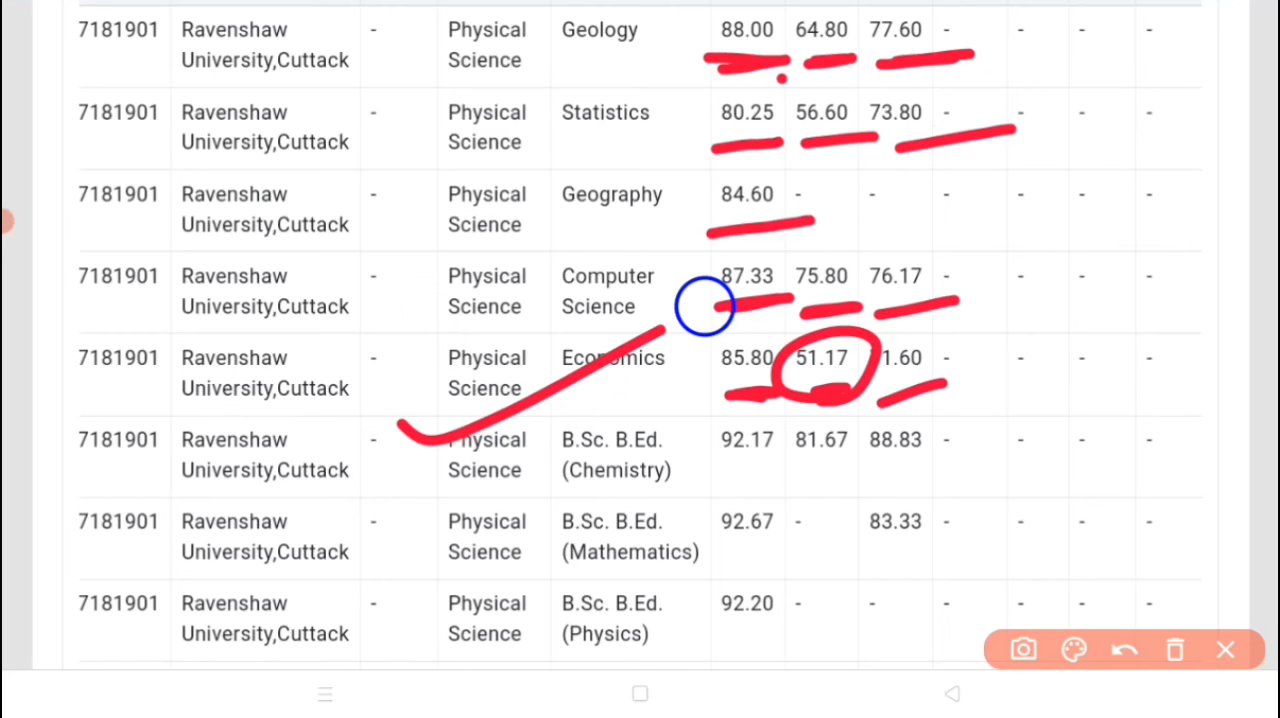 7181901 Ravenshaw - Physical Geology 88.00 64.80 77.60 - - - -
University,Cuttack Science
7181901 Ravenshaw - Physical Statistics 80.25 56.60 73.80 - - - -
University,Cuttack Science
7181901 Ravenshaw - Physical Geography 84.60 - - - - - -
University,Cuttack Science
7181901 Ravenshaw - Physical Computer 87.33 75.80 76.17 - - - -
University,Cuttack Science Science
7181901 Ravenshaw - Physical Economics 85.80 51.17 1.60 - - - -
University,Cuttack Science
7181901 Ravenshaw - Physical B.Sc. B.Ed. 92.17 81.67 88.83 - - - -
University,Cuttack Science (Chemistry)
7181901 Ravenshaw - Physical B.Sc. B.Ed. 92.67 - 83.33 - - - -
University,Cuttack Science (Mathematics)
7181901 Ravenshaw - Physical B.Sc. B.Ed. 92.20 - - - - - -
University,Cuttack Science (Physics)